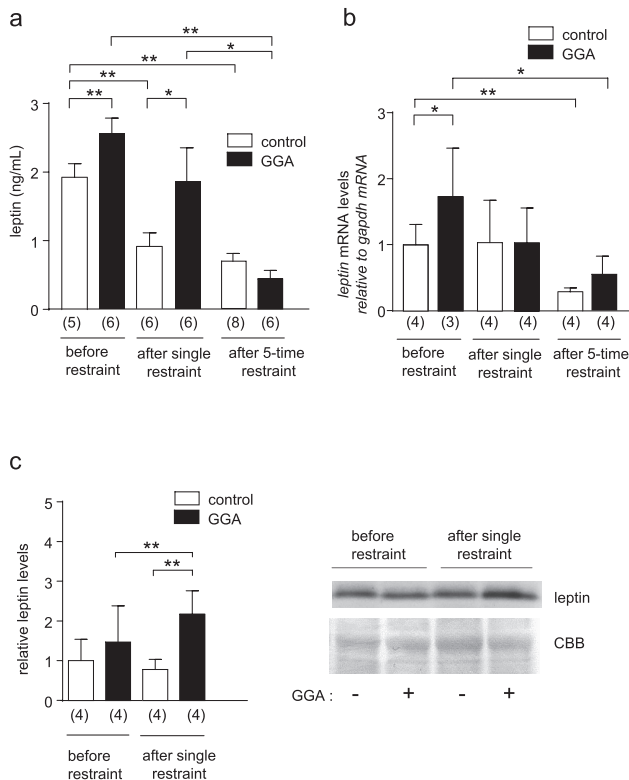 a
**
*
**
**
**
*
control
GGA
leptin (ng/mL)
3
2
1
0
(5) (6) (6) (6) (8) (6)
before restraint
after single restraint
after 5-time restraint
b
control
GGA
*
**
*
leptin mRNA levels
relative to gapdh mRNA
3
2
1
0
(4) (3) (4) (4) (4) (4)
before restraint
after single restraint
after 5-time restraint
c
control
GGA
**
**
relative leptin levels
5
4
3
2
1
0
(4) (4) (4) (4)
before restraint
after single restraint
before restraint
after single restraint
leptin
CBB
GGA : - + - +